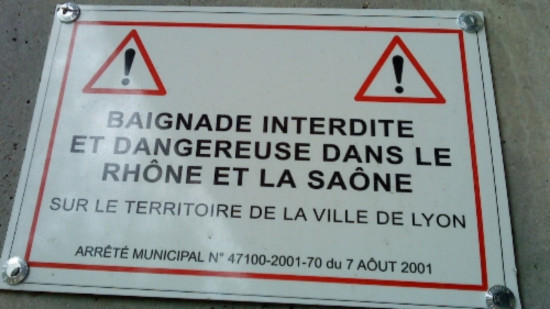 BAIGNADE INTERDITE
ET DANGEREUSE DANS LE
RHÔNE ET LA SAÔNE
SUR LE TERRITOIRE DE LA VILLE DE LYON
ARRÊTÉ MUNICIPAL N° 47100-2001-70 du 7 AÔUT 2001